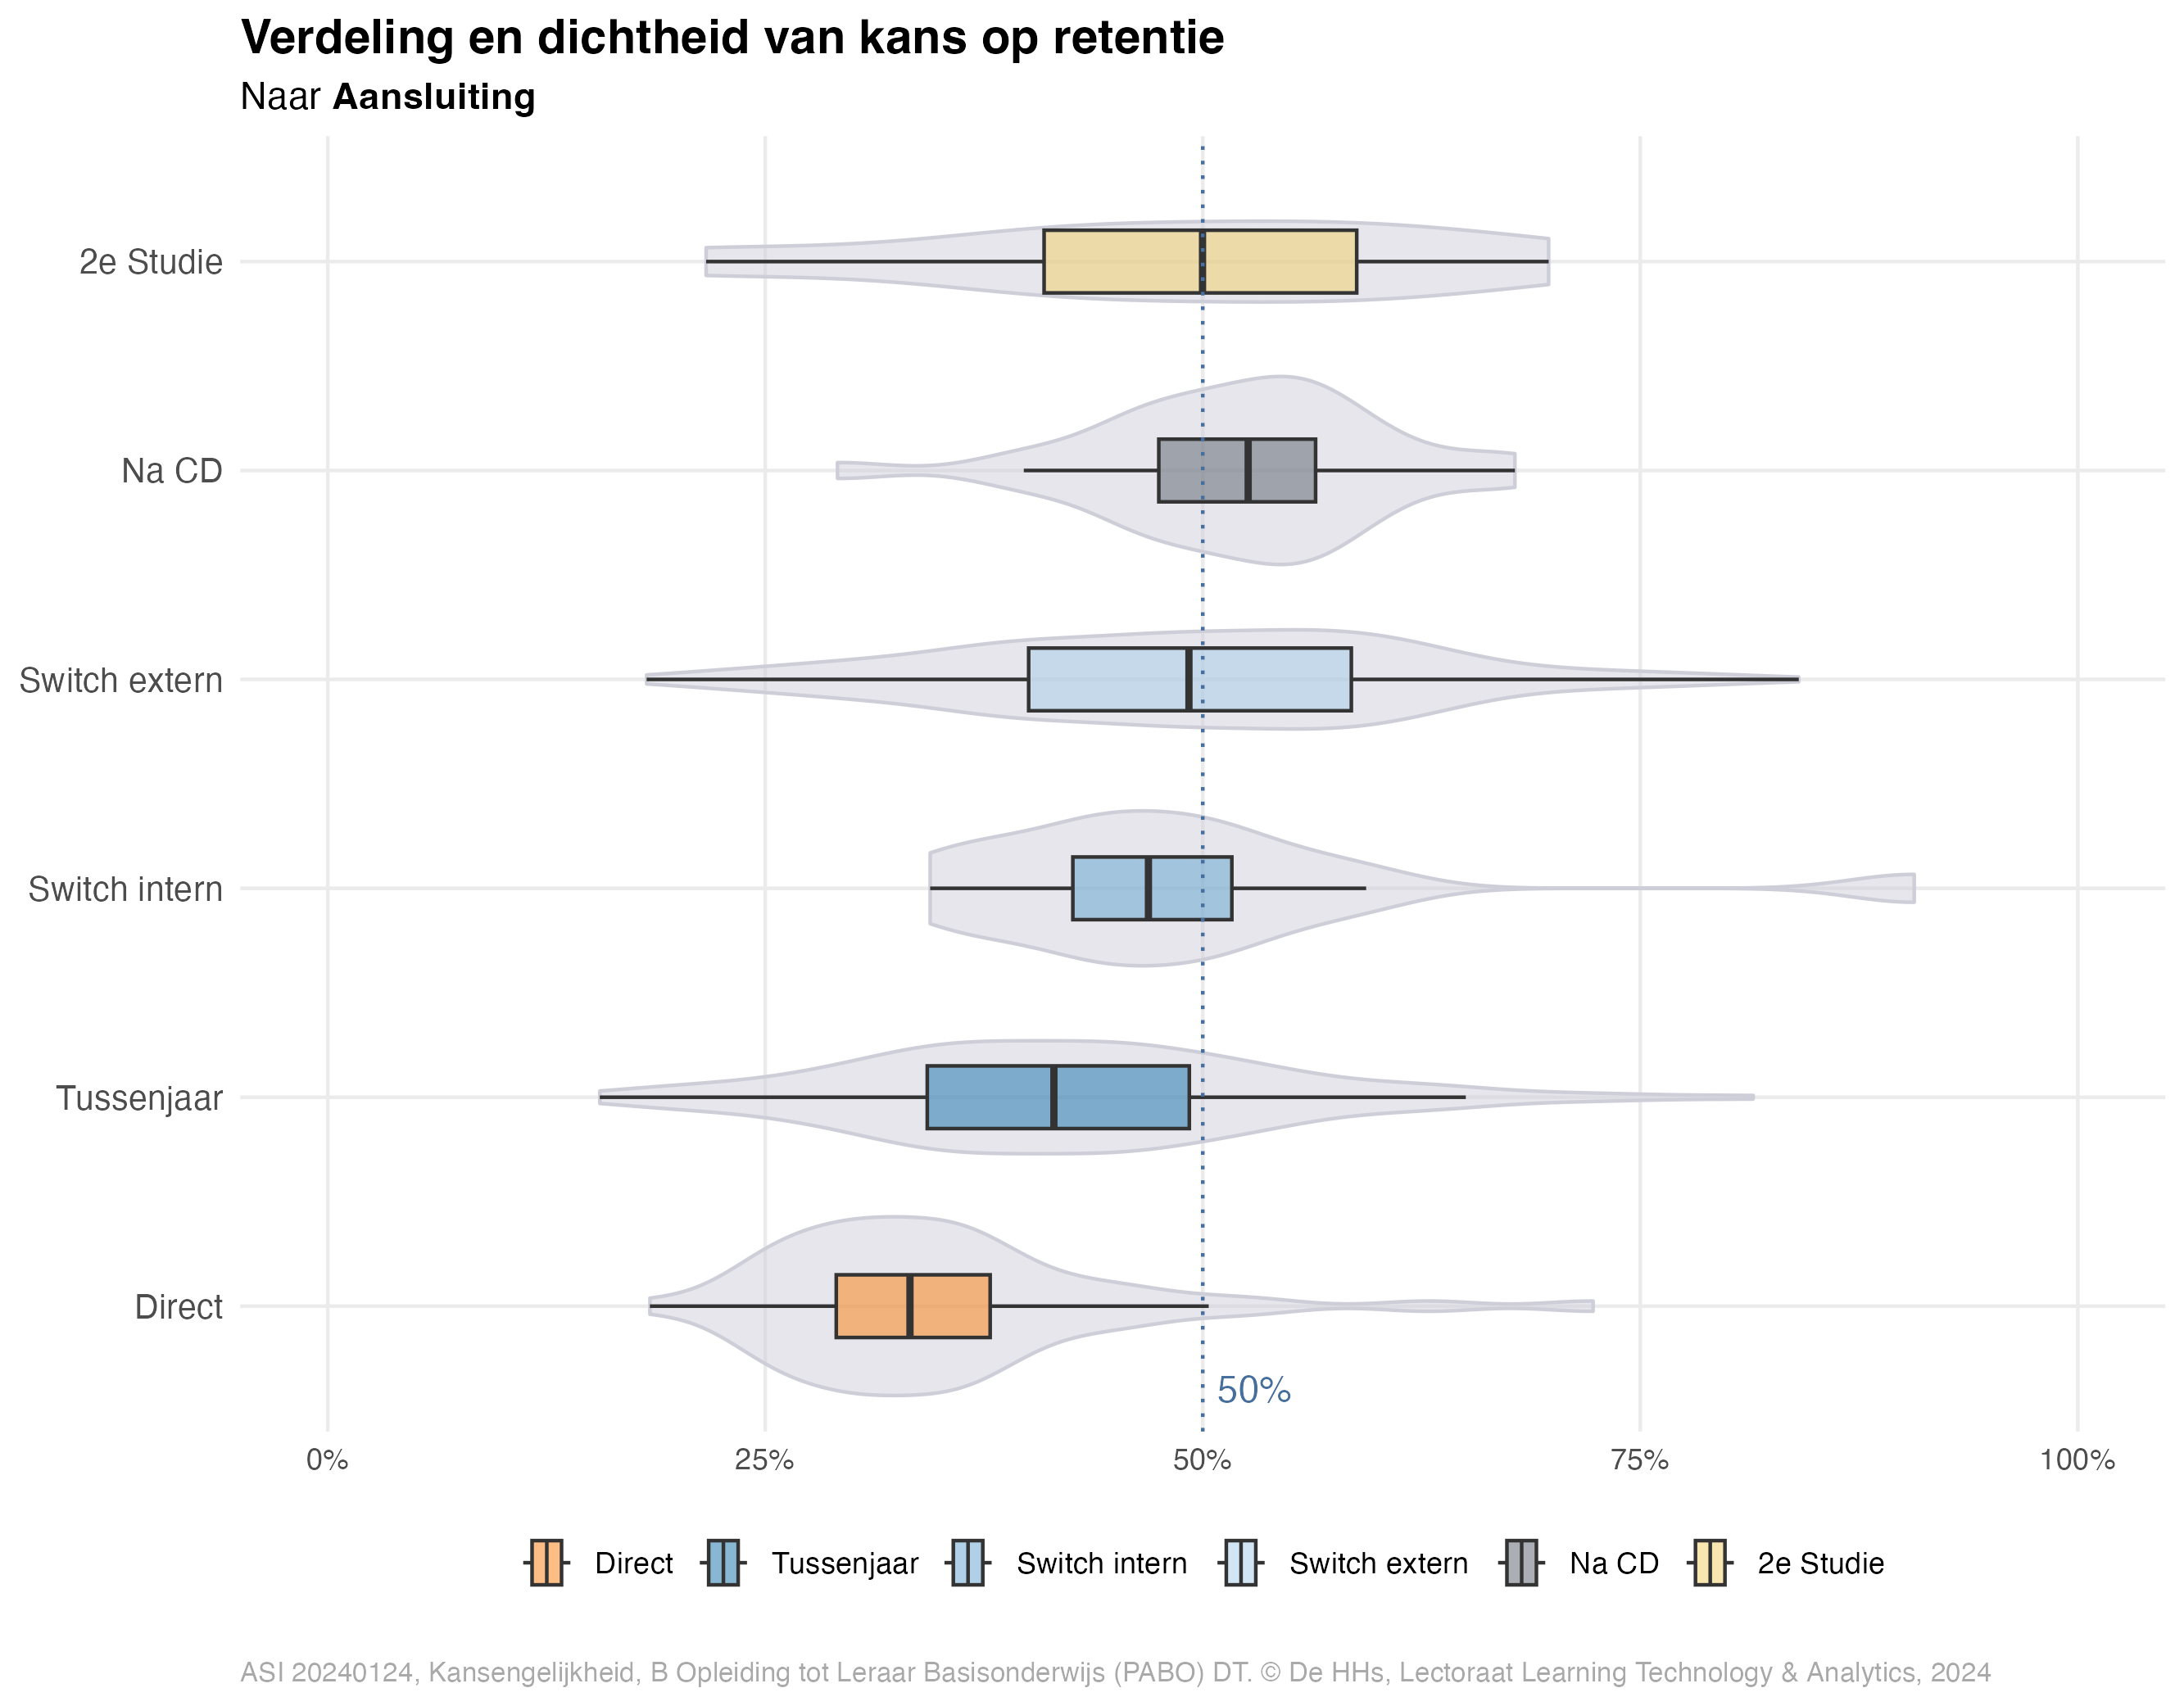 Verdeling en dichtheid van kans op retentie
Naar Aansluiting
2e Studie
Na CD
Switch extern
Switch intern
Tussenjaar
Direct
50%
0% 25% 50% 75% 100%
Direct Tussenjaar Switch intern Switch extern Na CD 2e Studie
ASI 20240124, Kansengelijkheid, B Opleiding tot Leraar Basisonderwijs (PABO) DT. © De HHs, Lectoraat Learning Technology & Analytics, 2024